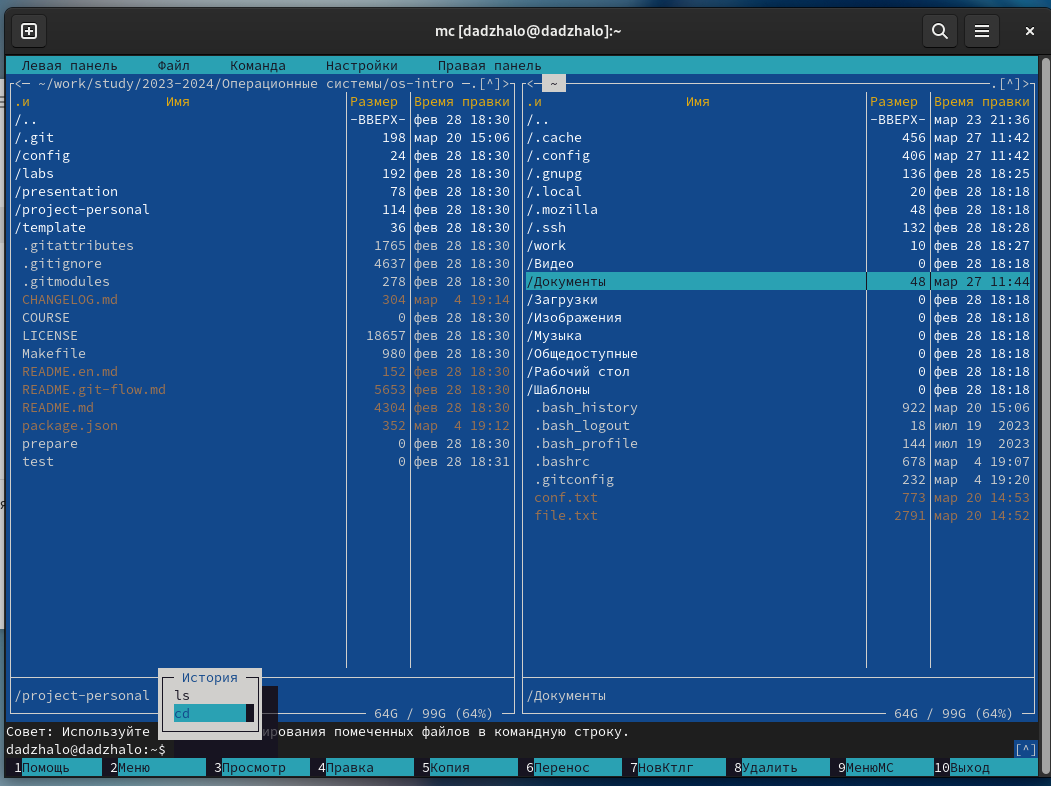 mc [dadzhalo@dadzhalo]:~
Левая панель Файл Команда Настройки Правая панель
<─ ~/work/study/2023-2024/Операционные системы/os-intro ─.[^]>
.и Имя Размер Время правки
/.. -ВВЕРХ- фев 28 18:30
/.git 198 мар 20 15:06
/config 24 фев 28 18:30
/labs 192 фев 28 18:30
/presentation 78 фев 28 18:30
/project-personal 114 фев 28 18:30
/template 36 фев 28 18:30
.gitattributes 1765 фев 28 18:30
.gitignore 4637 фев 28 18:30
.gitmodules 278 фев 28 18:30
CHANGELOG.md 304 мар 4 19:14
COURSE 0 фев 28 18:30
LICENSE 18657 фев 28 18:30
Makefile 980 фев 28 18:30
README.en.md 152 фев 28 18:30
README.git-flow.md 5653 фев 28 18:30
README.md 4304 фев 28 18:30
package.json 352 мар 4 19:12
prepare 0 фев 28 18:30
test 0 фев 28 18:31
/project-personal
64G / 99G (64%)
<─ ~ .[^]>
.и Имя Размер Время правки
/.. -ВВЕРХ- мар 23 21:36
/.cache 456 мар 27 11:42
/.config 406 мар 27 11:42
/.gnupg 136 фев 28 18:25
/.local 20 фев 28 18:18
/.mozilla 48 фев 28 18:18
/.ssh 132 фев 28 18:28
/work 10 фев 28 18:27
/Видео 0 фев 28 18:18
/Документы 48 мар 27 11:44
/Загрузки 0 фев 28 18:18
/Изображения 0 фев 28 18:18
/Музыка 0 фев 28 18:18
/Общедоступные 0 фев 28 18:18
/Рабочий стол 0 фев 28 18:18
/Шаблоны 0 фев 28 18:18
.bash_history 922 мар 20 15:06
.bash_logout 18 июл 19 2023
.bash_profile 144 июл 19 2023
.bashrc 678 мар 4 19:07
.gitconfig 232 мар 4 19:20
conf.txt 773 мар 20 14:53
file.txt 2791 мар 20 14:52
/Документы
64G / 99G (64%)
История
ls
cd
Совет: Используйте ирования помеченных файлов в командную строку.
dadzhalo@dadzhalo:~$ [^]
1Помощь 2Меню 3Просмотр 4Правка 5Копия 6Перенос 7НовКтлг 8Удалить 9МенюMC 10Выход